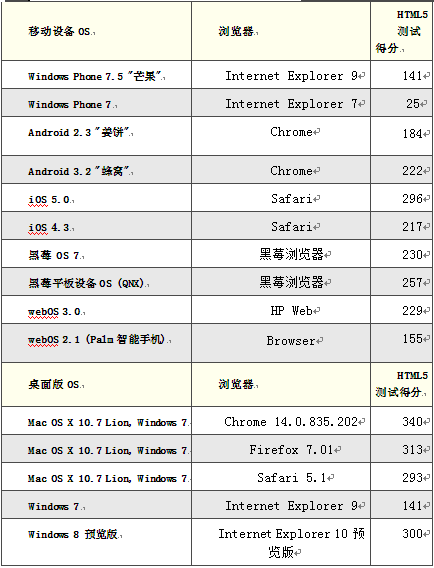 移动设备OS 浏览器 HTML5
测试
得分
Windows Phone 7.5 "芒果" Internet Explorer 9 141
Windows Phone 7 Internet Explorer 7 25
Android 2.3 "姜饼" Chrome 184
Android 3.2 "蜂窝" Chrome 222
iOS 5.0 Safari 296
iOS 4.3 Safari 217
黑莓 OS 7 黑莓浏览器 230
黑莓平板设备OS (QNX) 黑莓浏览器 257
webOS 3.0 HP Web 229
webOS 2.1 (Palm 智能手机) Browser 155
桌面版OS 浏览器 HTML5
测试得分
Mac OS X 10.7 Lion, Windows 7 Chrome 14.0.835.202 340
Mac OS X 10.7 Lion, Windows 7 Firefox 7.01 313
Mac OS X 10.7 Lion, Windows 7 Safari 5.1 293
Windows 7 Internet Explorer 9 141
Windows 8 预览版 Internet Explorer 10 预 300
览版